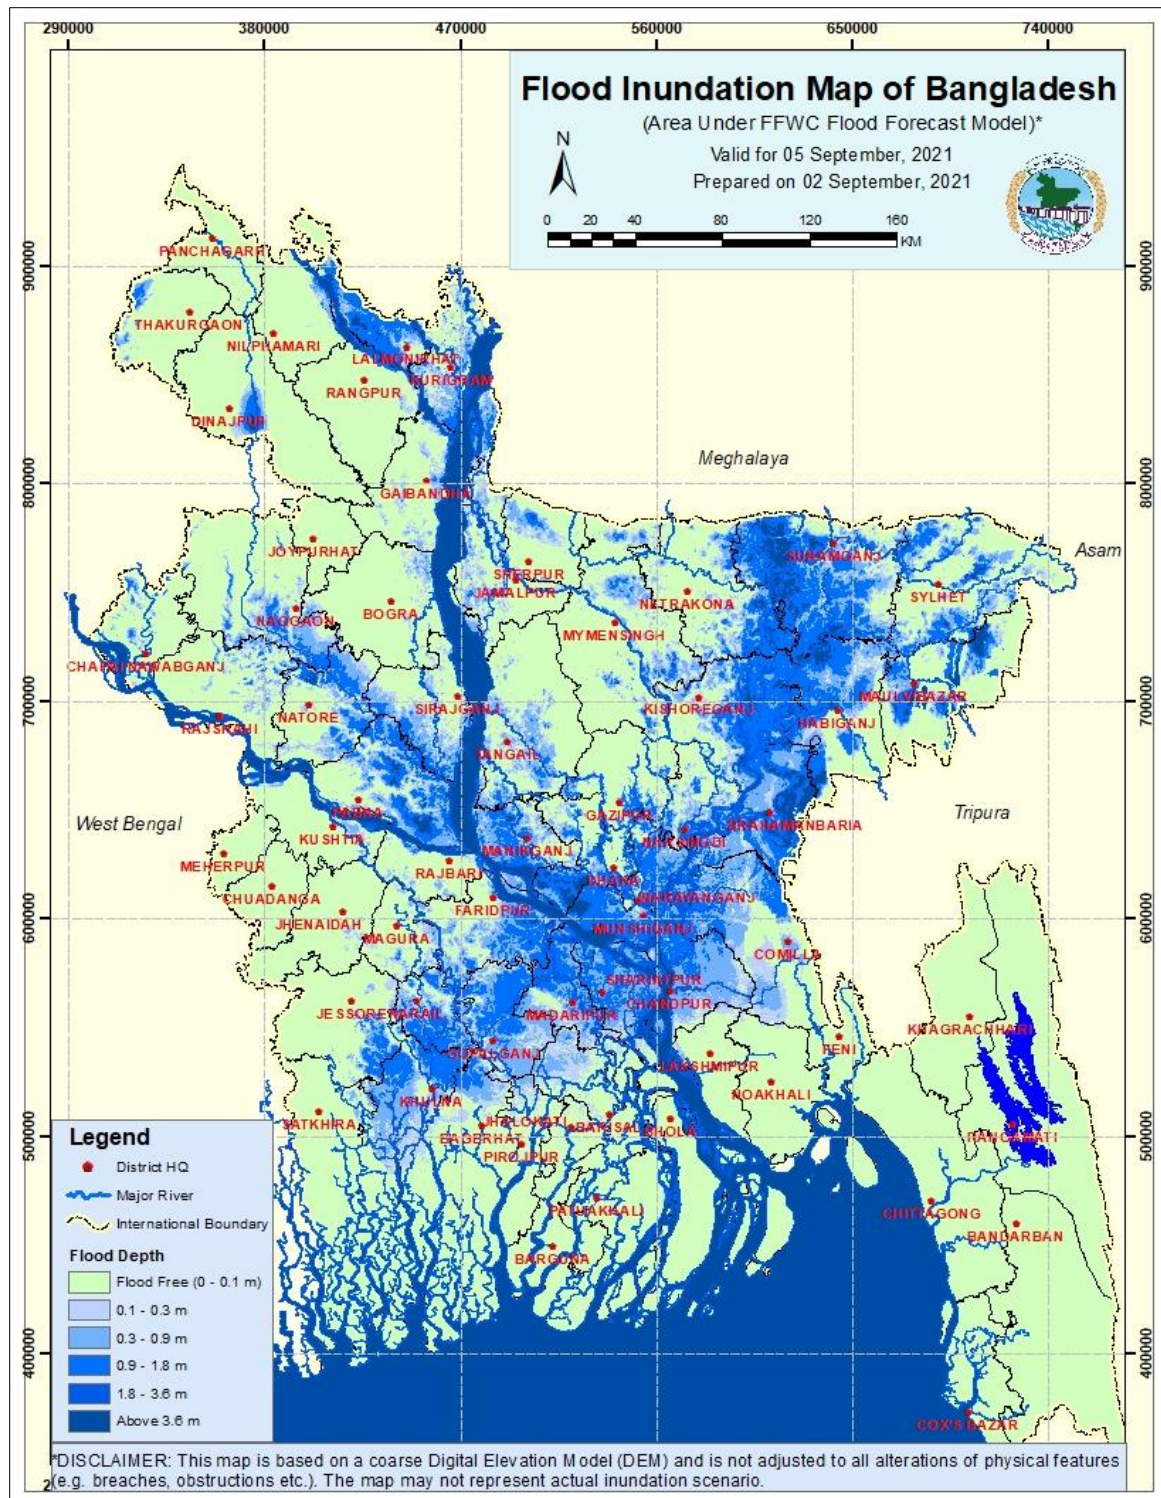 290000 380000 470000 560000 650000 740000
Flood Inundation Map of Bangladesh
(Area Under FFWC Flood Forecast Model)*
N
Valid for 05 September, 2021
Prepared on 02 September, 2021
0 20 40 80 120 160
KM
900000 900000
PANCHAGARH
THAKURGAON
NILPHAMARI
LALMONIRHAT
KURIGRAM
RANGPUR
DINAJPUR
Meghalaya
800000 800000
GAIBANDHA
JOYPURHAT
SUNAMGANJ
Asam
SHERPUR
JAMALPUR
NETRAKONA
SYLHET
NAOGAON
BOGRA
MYMENSINGH
CHAPAINAWABGANJ
MAULVIBAZAR
700000 700000
NATORE
SIRAJGANJ
KISHOREGANJ
HABIGANJ
RAJSHAHI
TANGAIL
PABNA
GAZIPUR
BRAHAMANBARIA
West Bengal
Tripura
KUSHTIA
MANIKGANJ
NARSINGDI
MEHERPUR
RAJBARI
DHAKA
CHUADANGA
FARIDPUR
NARAYANGANJ
600000 600000
JHENAIDAH
MAGURA
MUNSHIGANJ
COMILLA
SHARIATPUR
CHANDPUR
JESSORE
NARAIL
MADARIPUR
KHAGRACHHARI
GOPALGANJ
FENI
LAKSHMIPUR
NOAKHALI
KHULNA
SATKHIRA
JHALOKATI
BARISAL
BHOLA
BAGERHAT
RANGAMATI
500000 500000
PIROJPUR
PATUAKHALI
CHITTAGONG
BANDARBAN
BARGUNA
400000 400000
COX'S BAZAR
Legend
District HQ
Major River
International Boundary
Flood Depth
Flood Free (0 - 0.1 m)
0.1 - 0.3 m
0.3 - 0.9 m
0.9 - 1.8 m
1.8 - 3.6 m
Above 3.6 m
*DISCLAIMER: This map is based on a coarse Digital Elevation Model (DEM) and is not adjusted to all alterations of physical features
(e.g. breaches, obstructions etc.). The map may not represent actual inundation scenario.